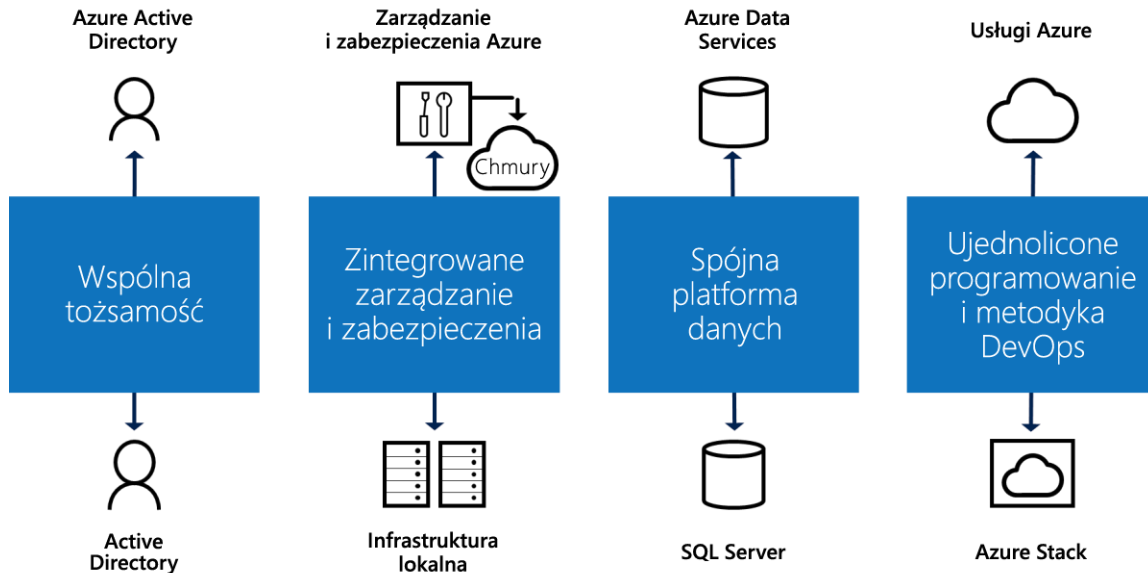 Azure Active
Directory
Zarządzanie
i zabezpieczenia Azure
Azure Data
Services
Usługi Azure
Chmury
Wspólna
tożsamość
Zintegrowane
zarządzanie
i zabezpieczenia
Spójna
platforma
danych
Ujednolicone
programowanie
i metodyka
DevOps
Active
Directory
Infrastruktura
lokalna
SQL Server
Azure Stack